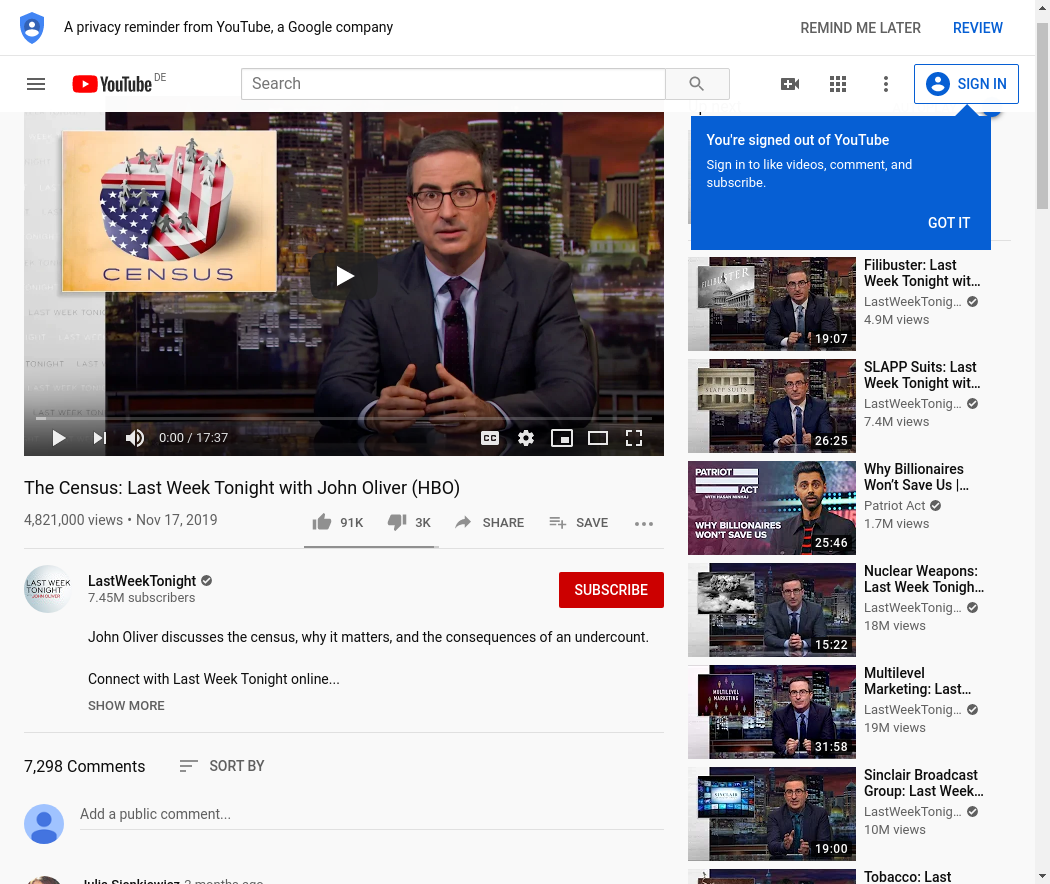 A privacy reminder from YouTube, a Google company
REMIND ME LATER
REVIEW
YouTube DE
Search
SIGN IN
You're signed out of YouTube
Sign in to like videos, comment, and
subscribe.
GOT IT
CENSUS
LAST WEEK TONIGHT
0:00 / 17:37
CC
The Census: Last Week Tonight with John Oliver (HBO)
4,821,000 views • Nov 17, 2019
91K
3K
SHARE
SAVE
LAST WEEK
TONIGHT
JOHN OLIVER
LastWeekTonight
7.45M subscribers
SUBSCRIBE
John Oliver discusses the census, why it matters, and the consequences of an undercount.
Connect with Last Week Tonight online...
SHOW MORE
7,298 Comments
SORT BY
Add a public comment...
FILIBUSTER
19:07
Filibuster: Last
Week Tonight wit...
LastWeekTonig...
4.9M views
SLAPP SUITS
26:25
SLAPP Suits: Last
Week Tonight wit...
LastWeekTonig...
7.4M views
PATRIOT
ACT
WITH HASAN MINHAJ
WHY BILLIONAIRES
WON'T SAVE US
25:46
Why Billionaires
Won’t Save Us |...
Patriot Act
1.7M views
15:22
Nuclear Weapons:
Last Week Tonigh...
LastWeekTonig...
18M views
MULTILEVEL
MARKETING
31:58
Multilevel
Marketing: Last...
LastWeekTonig...
19M views
SINCLAIR
19:00
Sinclair Broadcast
Group: Last Week...
LastWeekTonig...
10M views
Tobacco: Last